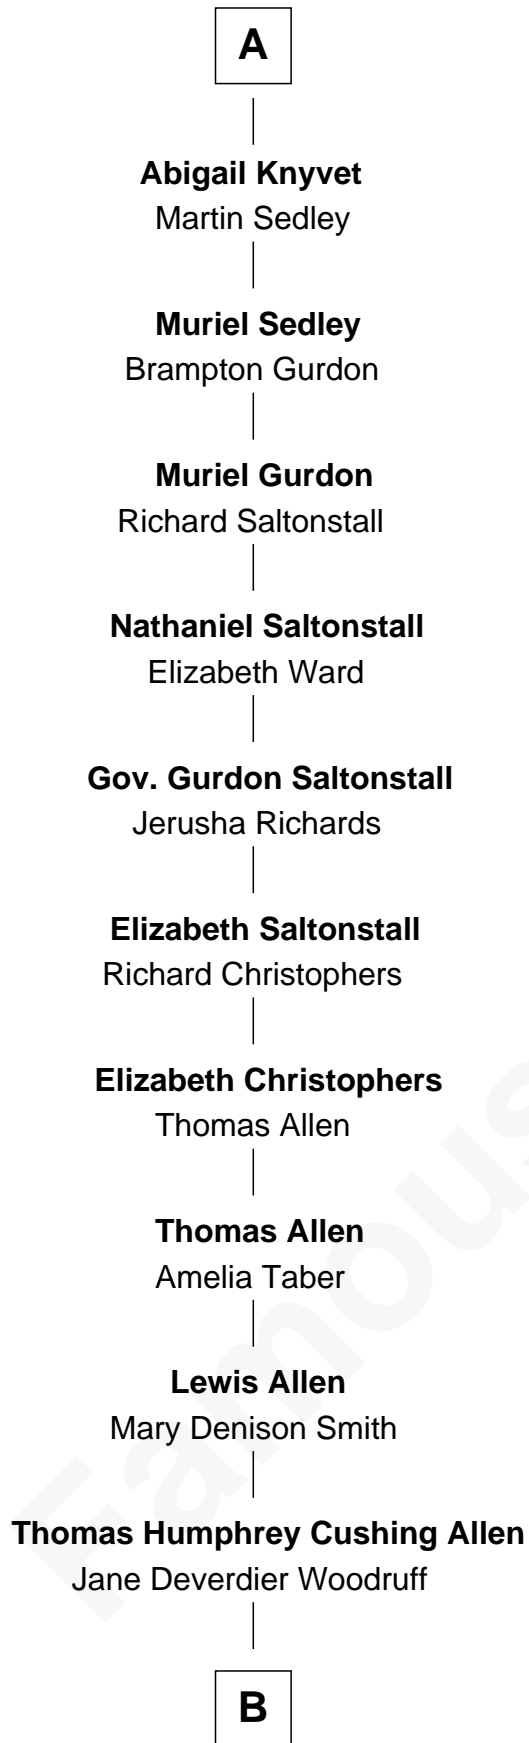 A
Abigail Knyvet
Martin Sedley
Muriel Sedley
Brampton Gurdon
Muriel Gurdon
Richard Saltonstall
Nathaniel Saltonstall
Elizabeth Ward
Gov. Gurdon Saltonstall
Jerusha Richards
Elizabeth Saltonstall
Richard Christophers
Elizabeth Christophers
Thomas Allen
Thomas Allen
Amelia Taber
Lewis Allen
Mary Denison Smith
Thomas Humphrey Cushing Allen
Jane Deverdier Woodruff
B
Famous